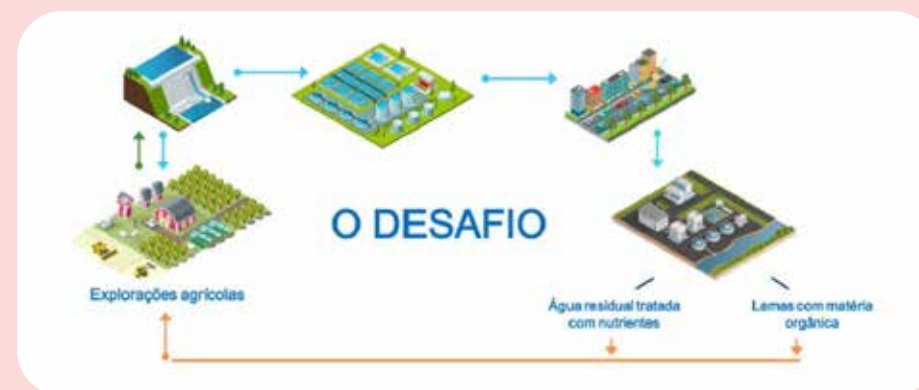 O DESAFIO
Explorações agrícolas
Água residual tratada
com nutrientes
Lamas com matéria
orgânica